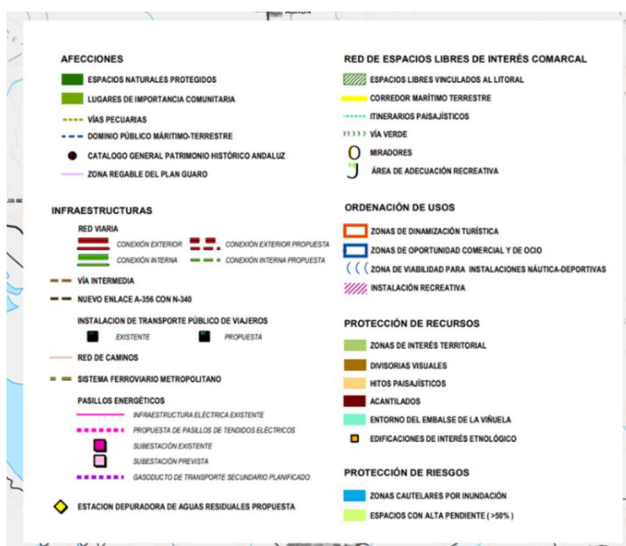 AFECCIONES
ESPACIOS NATURALES PROTEGIDOS
LUGARES DE IMPORTANCIA COMUNITARIA
VÍAS PECUARIAS
DOMINIO PÚBLICO MÁRITIMO-TERRESTRE
CATALOGO GENERAL PATRIMONIO HISTÓRICO ANDALUZ
ZONA REGABLE DEL PLAN GUARO
INFRAESTRUCTURAS
RED VIARIA
CONEXIÓN EXTERIOR
CONEXIÓN EXTERIOR PROPUESTA
CONEXIÓN INTERNA
CONEXIÓN INTERNA PROPUESTA
VÍA INTERMEDIA
NUEVO ENLACE A-356 CON N-340
INSTALACION DE TRANSPORTE PÚBLICO DE VIAJEROS
EXISTENTE
PROPUESTA
RED DE CAMINOS
SISTEMA FERROVIARIO METROPOLITANO
PASILLOS ENERGÉTICOS
INFRAESTRUCTURA ELÉCTRICA EXISTENTE
PROPUESTA DE PASILLOS DE TENDIDOS ELÉCTRICOS
SUBESTACIÓN EXISTENTE
SUBESTACIÓN PREVISTA
GASODUCTO DE TRANSPORTE SECUNDARIO PLANIFICADO
ESTACION DEPURADORA DE AGUAS RESIDUALES PROPUESTA
RED DE ESPACIOS LIBRES DE INTERÉS COMARCAL
ESPACIOS LIBRES VINCULADOS AL LITORAL
CORREDOR MARÍTIMO TERRESTRE
ITINERARIOS PAISAJÍSTICOS
VÍA VERDE
MIRADORES
ÁREA DE ADECUACIÓN RECREATIVA
ORDENACIÓN DE USOS
ZONAS DE DINAMIZACIÓN TURÍSTICA
ZONAS DE OPORTUNIDAD COMERCIAL Y DE OCIO
ZONA DE VIABILIDAD PARA INSTALACIONES NÁUTICA-DEPORTIVAS
INSTALACIÓN RECREATIVA
PROTECCIÓN DE RECURSOS
ZONAS DE INTERÉS TERRITORIAL
DIVISORIAS VISUALES
HITOS PAISAJÍSTICOS
ACANTILADOS
ENTORNO DEL EMBALSE DE LA VIÑUELA
EDIFICACIONES DE INTERÉS ETNOLÓGICO
PROTECCIÓN DE RIESGOS
ZONAS CAUTELARES POR INUNDACIÓN
ESPACIOS CON ALTA PENDIENTE ( >50% )